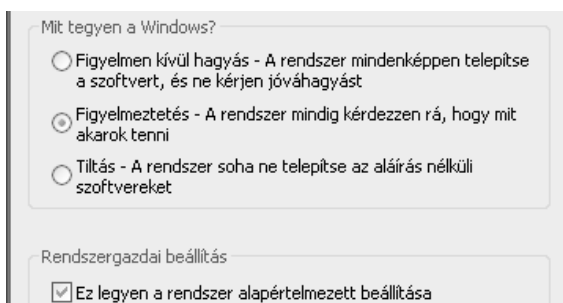 Mit tegyen a Windows?
Figyelmen kívül hagyás - A rendszer mindenképpen telepítse
a szoftvert, és ne kérjen jóváhagyást
Figyelmeztetés - A rendszer mindig kérdezzen rá, hogy mit
akarok tenni
Tiltás - A rendszer soha ne telepítse az aláírás nélküli
szoftvereket
Rendszergazdai beállítás
Ez legyen a rendszer alapértelmezett beállítása